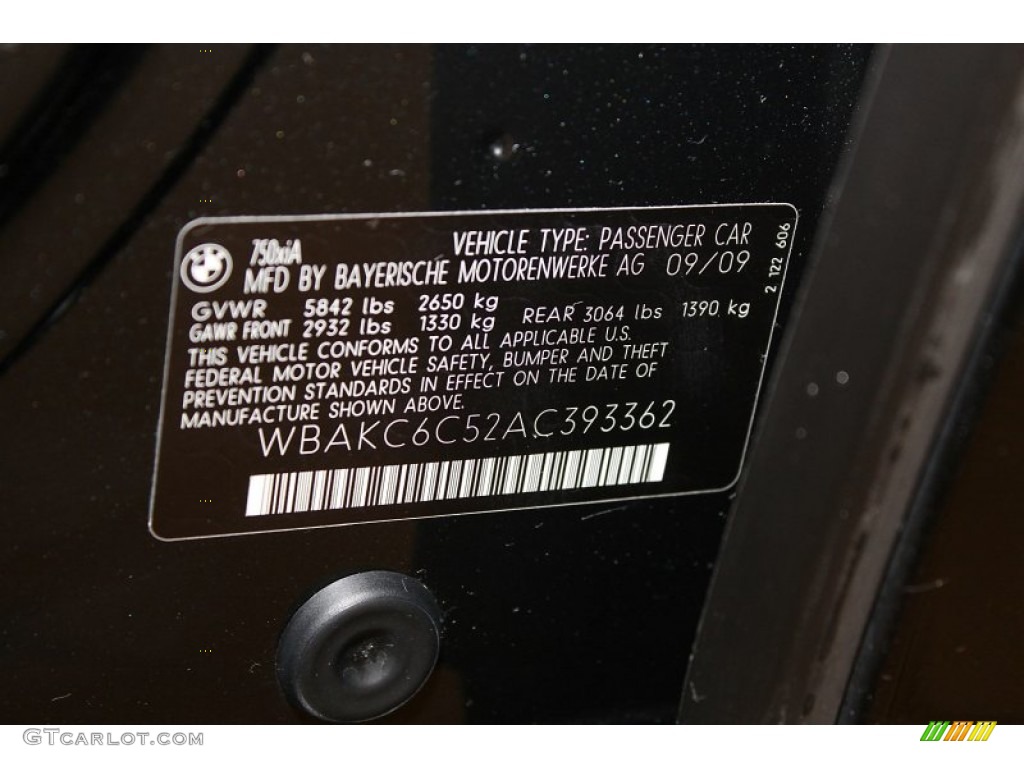 750xiA
VEHICLE TYPE: PASSENGER CAR
MFD BY BAYERISCHE MOTORENWERKE AG 09/09
GVWR 5842 lbs 2650 kg
GAWR FRONT 2932 lbs 1330 kg REAR 3064 lbs 1390 kg
THIS VEHICLE CONFORMS TO ALL APPLICABLE U.S.
FEDERAL MOTOR VEHICLE SAFETY, BUMPER AND THEFT
PREVENTION STANDARDS IN EFFECT ON THE DATE OF
MANUFACTURE SHOWN ABOVE.
WBAKC6C52AC393362
2 122 606
GTCARLOT.COM